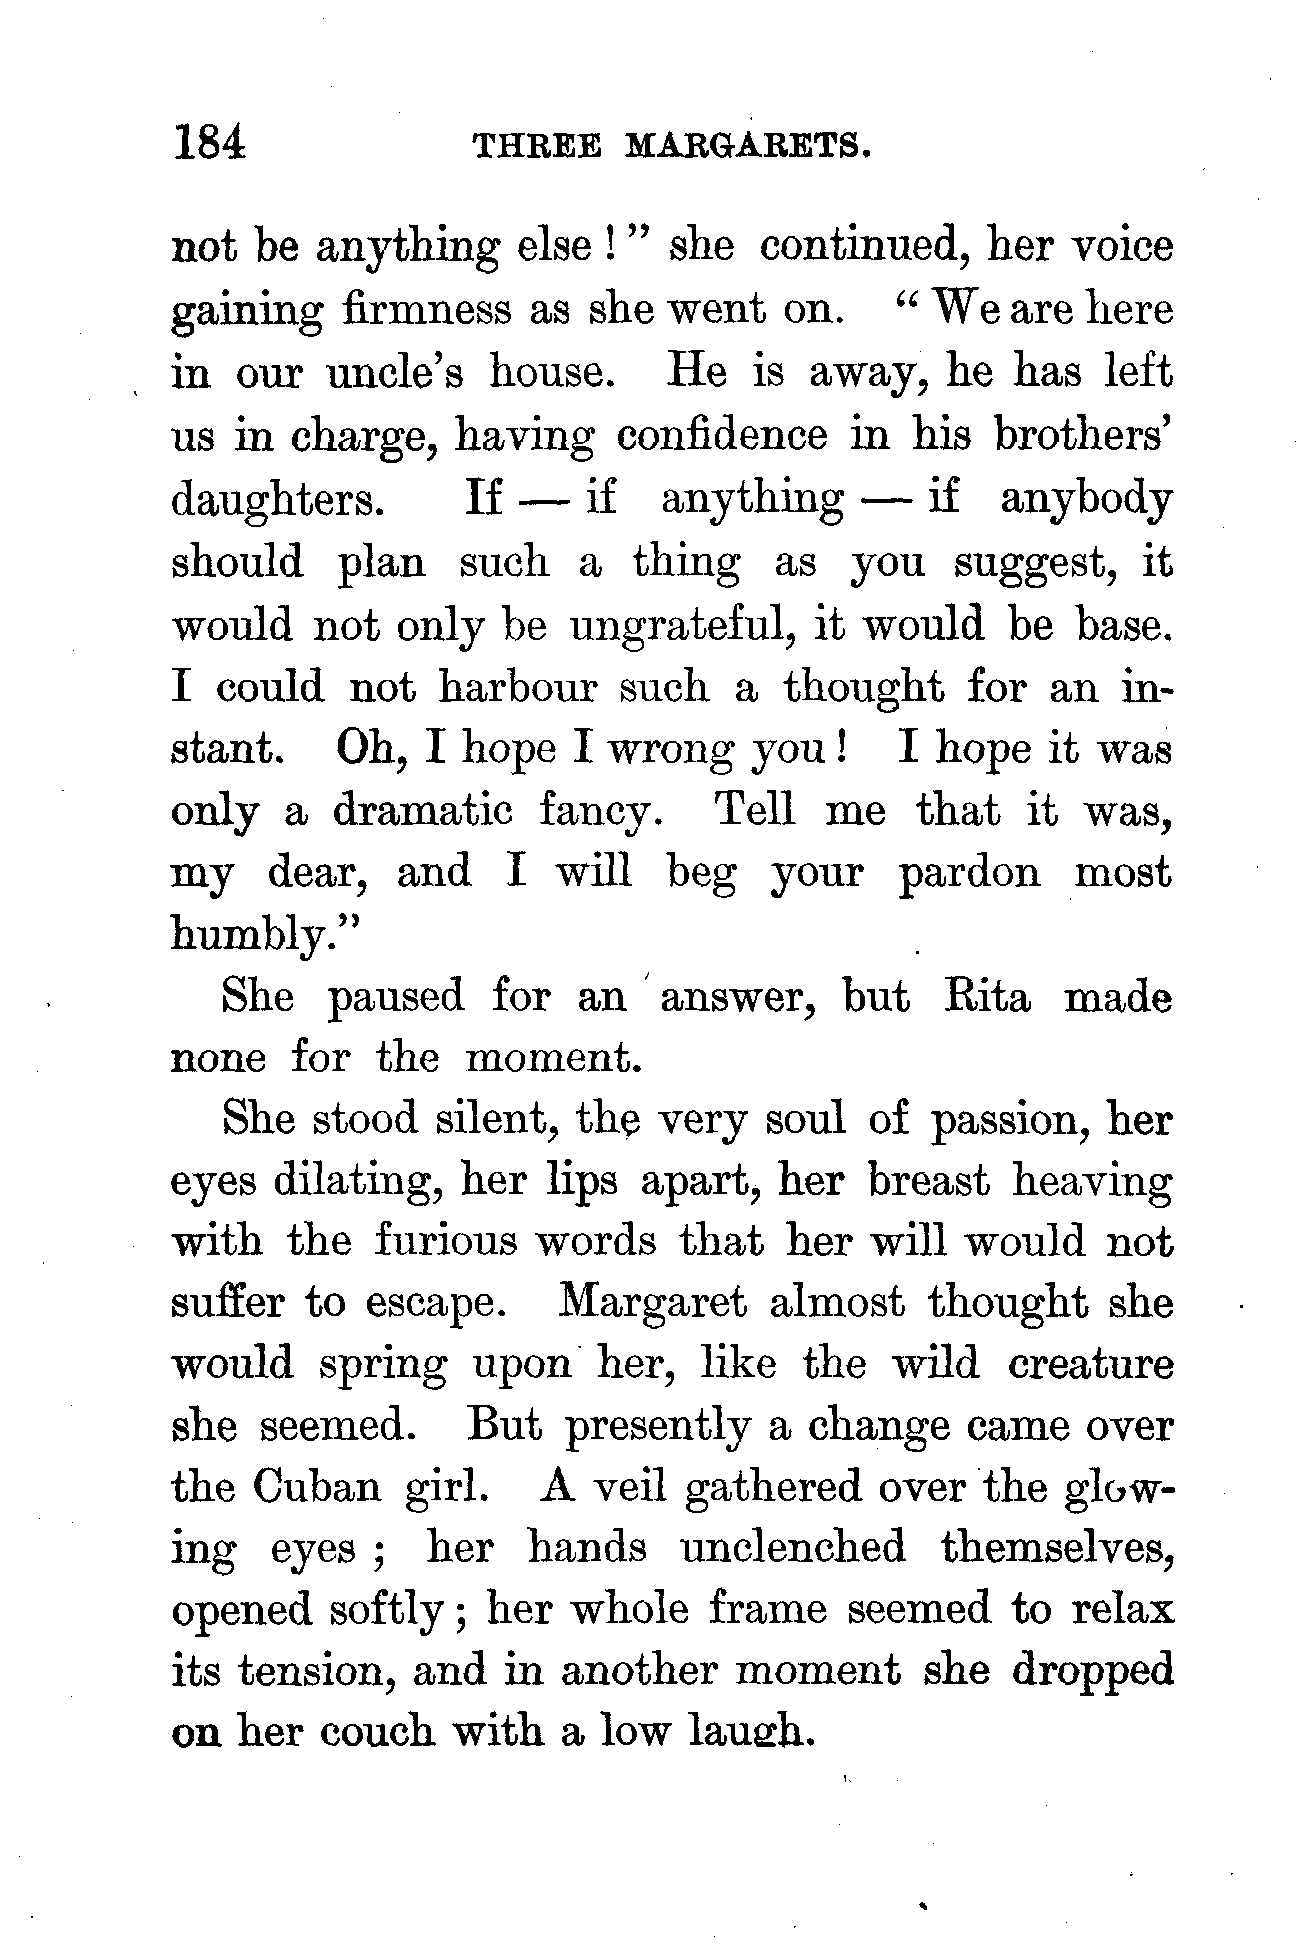 184 THREE MARGARETS.
not be anything else ! " she continued, her voice
gaining firmness as she went on. " We are here
in our uncle's house. He is away, he has left
us in charge, having confidence in his brothers'
daughters. If — if anything — if anybody
should plan such a thing as you suggest, it
would not only be ungrateful, it would be base.
I could not harbour such a thought for an in-
stant. Oh, I hope I wrong you ! I hope it was
only a dramatic fancy. Tell me that it was,
my dear, and I will beg your pardon most
humbly."
She paused for an answer, but Rita made
none for the moment.
She stood silent, the very soul of passion, her
eyes dilating, her lips apart, her breast heaving
with the furious words that her will would not
suffer to escape. Margaret almost thought she
would spring upon her, like the wild creature
she seemed. But presently a change came over
the Cuban girl. A veil gathered over the glow-
ing eyes ; her hands unclenched themselves,
opened softly ; her whole frame seemed to relax
its tension, and in another moment she dropped
on her couch with a low laugh.